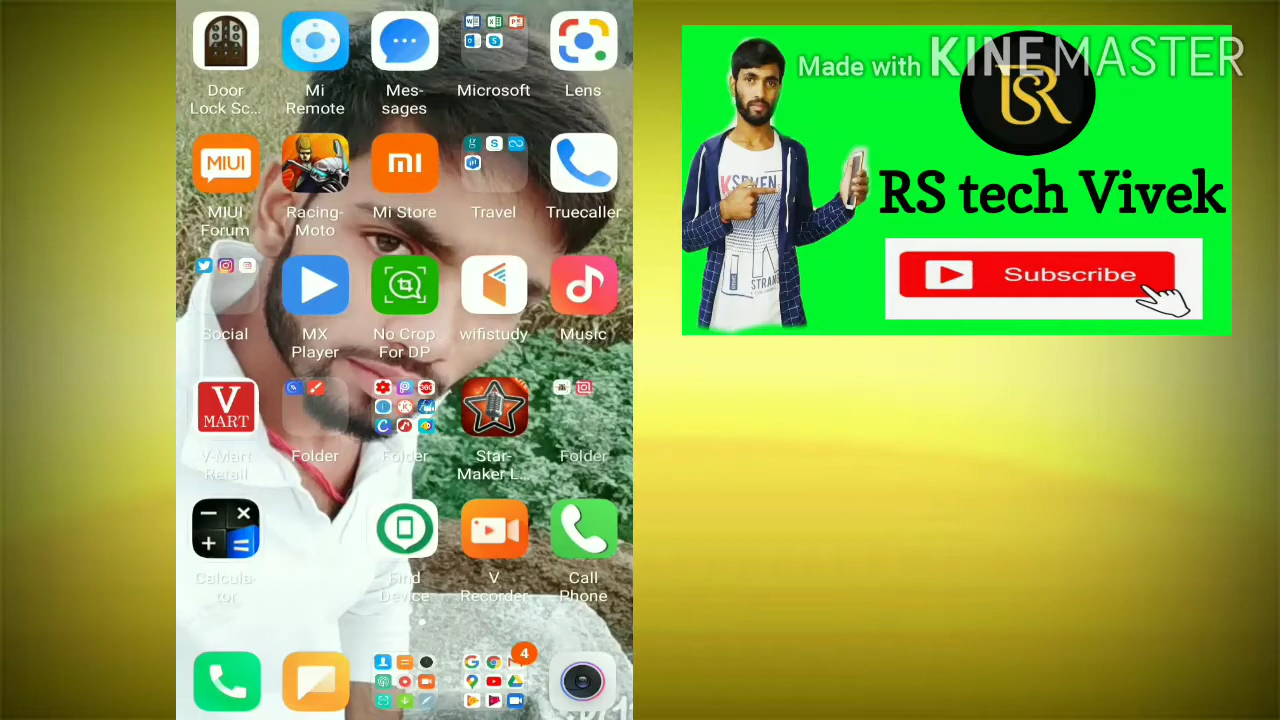 Door
Lock Sc...
Mi
Remote
Mes-
sages
Microsoft
Lens
MIUI
MIUI
Forum
Racing-
Moto
mi
Mi Store
Travel
Truecaller
Social
MX
Player
No Crop
For DP
wifistudy
Music
V
MART
V-Mart
Retail
Folder
Folder
Star-
Maker L...
Folder
Calcula-
tor
Find
Device
V
Recorder
Call
Phone
4
Made with KINEMASTER
RS tech Vivek
Subscribe